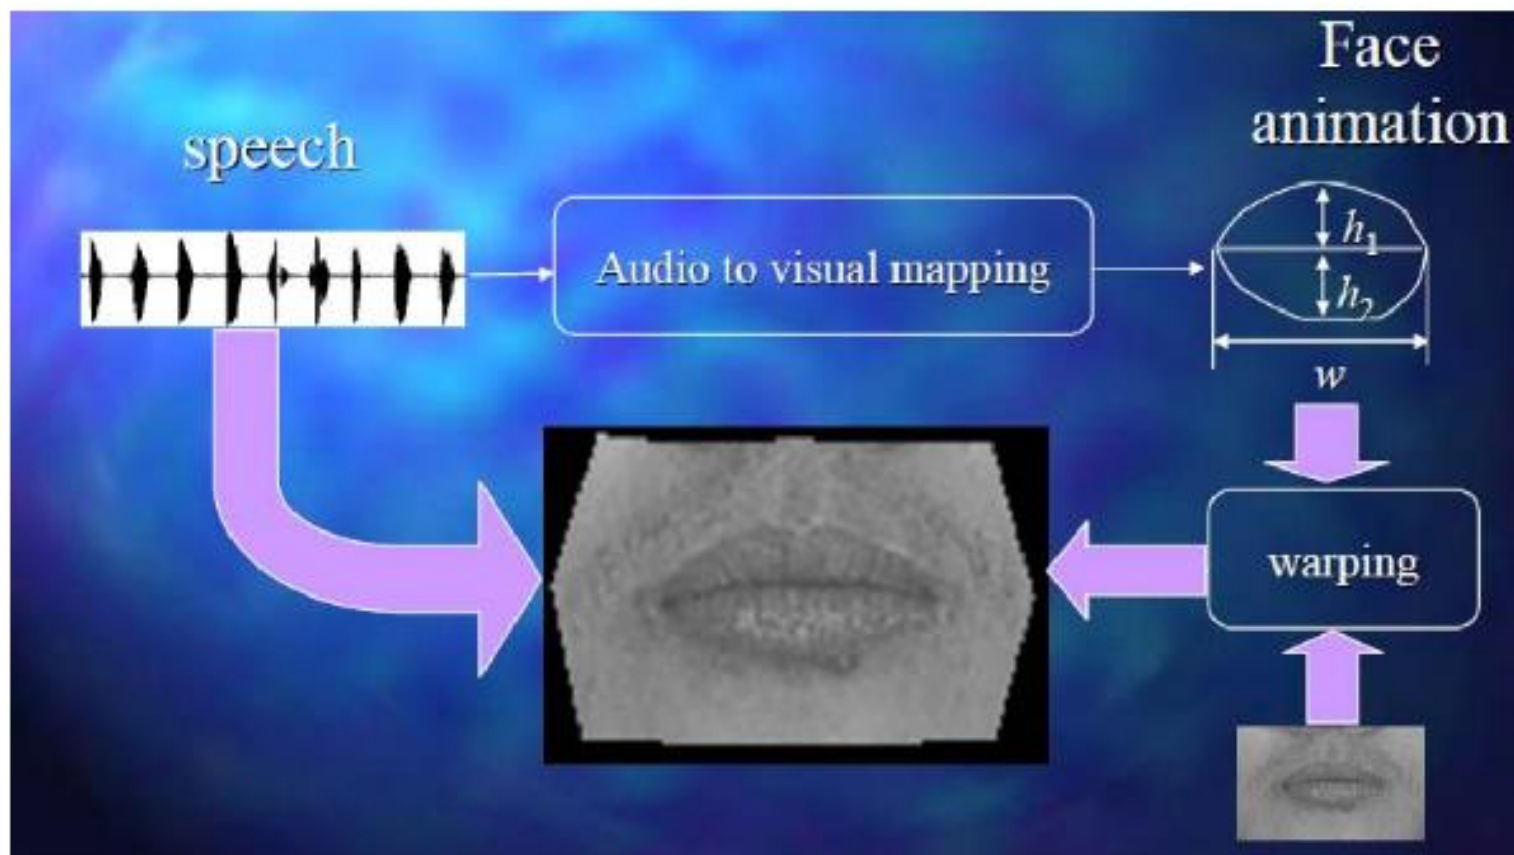 Face
animation
speech
Audio to visual mapping
h₁
h₂
w
warping